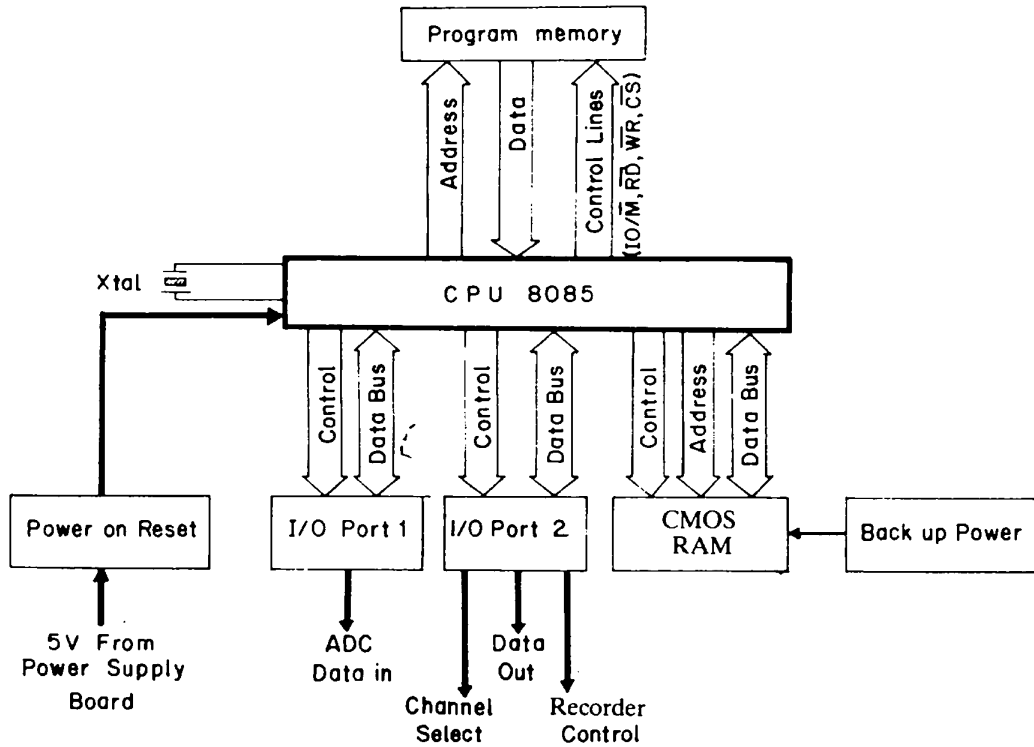 Program memory
Address
Data
Control Lines
(IO/M̅, R̅D̅, W̅R̅, C̅S̅)
Xtal
CPU 8085
Control
Data Bus
Control
Data Bus
Control
Address
Data Bus
Power on Reset
I/O Port 1
I/O Port 2
CMOS
RAM
Back up Power
5V From
Power Supply
Board
ADC
Data in
Data
Out
Channel
Select
Recorder
Control